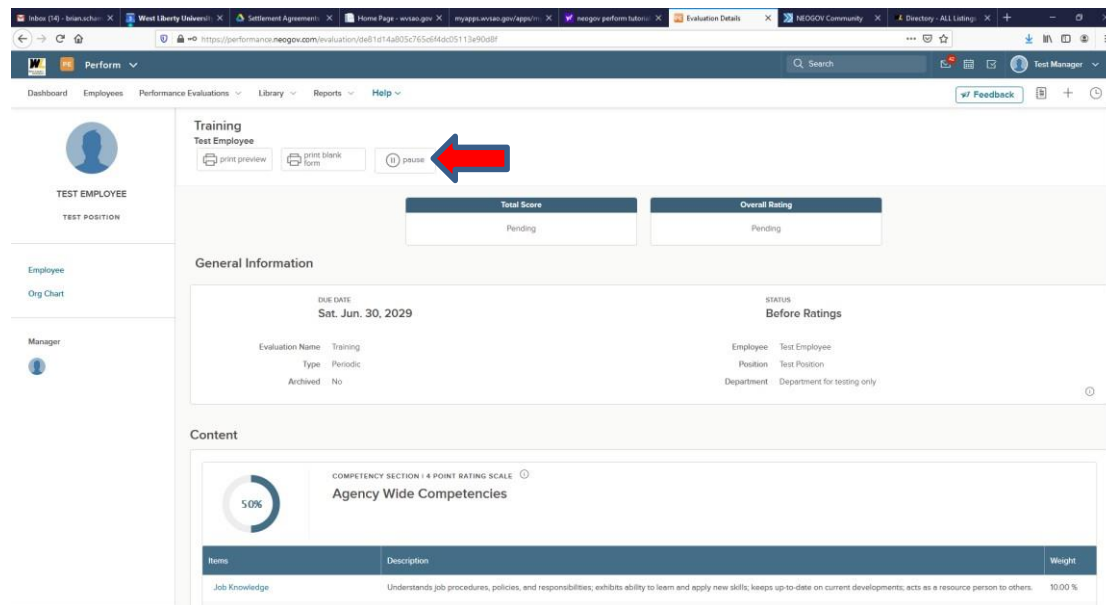 Inbox (14) - brian.scham
West Liberty Universit
Settlement Agreements
Home Page - wvsao.gov
myapps.wvsao.gov/apps/m
neogov perform tutorial
Evaluation Details
NEOGOV Community
Directory - ALL Listings
https://performance.neogov.com/evaluation/de81d14a805c765c6f4dc05113e90d8f
PE Perform
Search
Test Manager
Dashboard Employees Performance Evaluations Library Reports Help
Feedback
TEST EMPLOYEE
TEST POSITION
Employee
Org Chart
Manager
Training
Test Employee
print preview
print blank
form
pause
Total Score
Pending
Overall Rating
Pending
General Information
DUE DATE
Sat. Jun. 30, 2029
STATUS
Before Ratings
Evaluation Name Training
Type Periodic
Archived No
Employee Test Employee
Position Test Position
Department Department for testing only
Content
50%
COMPETENCY SECTION | 4 POINT RATING SCALE
Agency Wide Competencies
Items Description Weight
Job Knowledge Understands job procedures, policies, and responsibilities; exhibits ability to learn and apply new skills; keeps up-to-date on current developments; acts as a resource person to others. 10.00 %